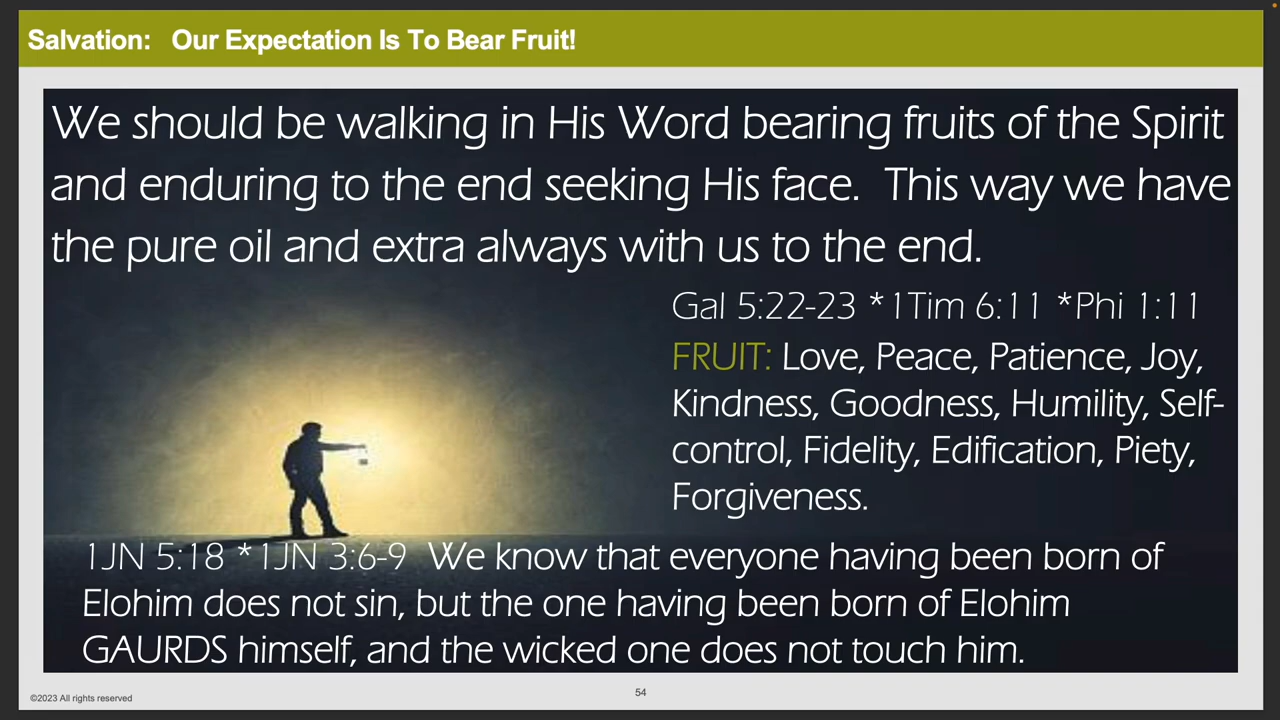 Salvation: Our Expectation Is To Bear Fruit!
We should be walking in His Word bearing fruits of the Spirit
and enduring to the end seeking His face. This way we have
the pure oil and extra always with us to the end.
Gal 5:22-23 *1Tim 6:11 *Phi 1:11
FRUIT: Love, Peace, Patience, Joy,
Kindness, Goodness, Humility, Self-
control, Fidelity, Edification, Piety,
Forgiveness.
1JN 5:18 *1JN 3:6-9 We know that everyone having been born of
Elohim does not sin, but the one having been born of Elohim
GAURDS himself, and the wicked one does not touch him.
©2023 All rights reserved
54